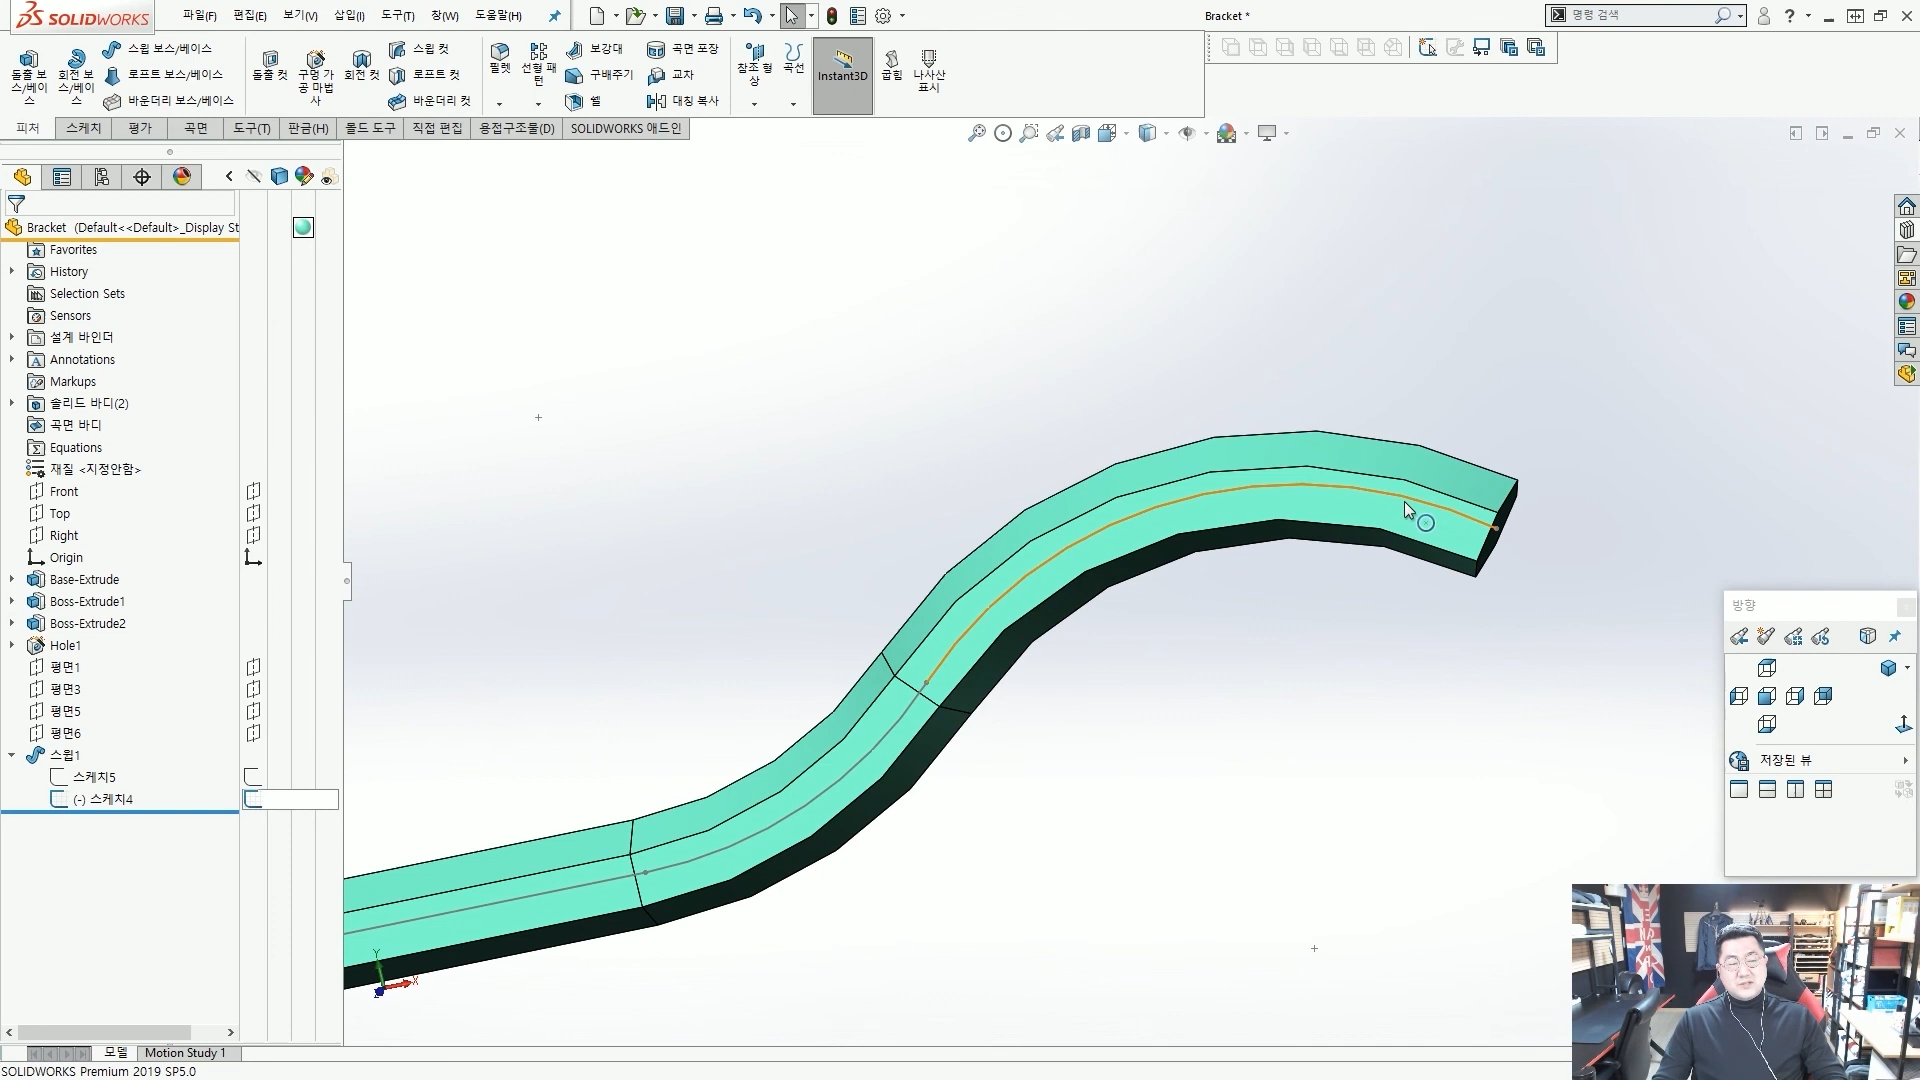 SOLIDWORKS
파일(F) 편집(E) 보기(V) 삽입(I) 도구(T) 창(W) 도움말(H)
Bracket *
명령 검색
돌출 보스/베이스
회전 보스/베이스
스윕 보스/베이스
로프트 보스/베이스
바운더리 보스/베이스
돌출 컷
구멍 가공 마법사
회전 컷
스윕 컷
로프트 컷
바운더리 컷
필렛
선형 패턴
보강대
구배주기
쉘
곡면 포장
교차
대칭 복사
참조 형상
곡선
Instant3D
굽힘
나사산 표시
피처 스케치 평가 곡면 도구(T) 판금(H) 몰드 도구 직접 편집 용접구조물(D) SOLIDWORKS 애드인
Bracket (Default<<Default>_Display St
Favorites
History
Selection Sets
Sensors
설계 바인더
Annotations
Markups
솔리드 바디(2)
곡면 바디
Equations
재질 <지정안함>
Front
Top
Right
Origin
Base-Extrude
Boss-Extrude1
Boss-Extrude2
Hole1
평면1
평면3
평면5
평면6
스윕1
스케치5
(-) 스케치4
방향
저장된 뷰
Y
X
Z
모델 Motion Study 1
SOLIDWORKS Premium 2019 SP5.0